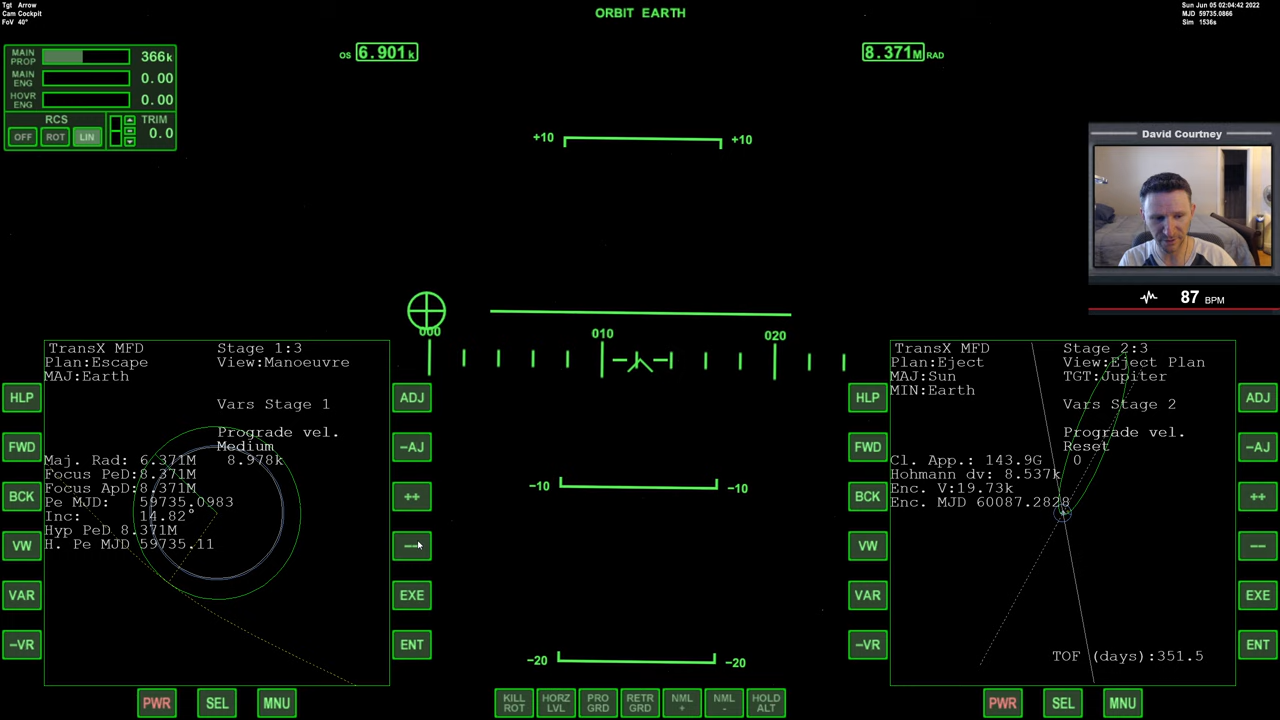 Tgt Arrow
Cam Cockpit
FoV 40°
ORBIT EARTH
Sun Jun 05 02:04:42 2022
MJD 59735.0866
Sim 1536s
MAIN PROP 366k
MAIN ENG 0.00
HOVR ENG 0.00
RCS TRIM
OFF ROT LIN 0.0
OS 6.901k
8.371M RAD
+10 +10
David Courtney
87 BPM
000 010 020
-10 -10
-20 -20
TransX MFD Stage 1:3
Plan:Escape View:Manoeuvre
MAJ:Earth
Vars Stage 1
Prograde vel.
Medium
Maj. Rad: 6.371M 8.978k
Focus PeD:8.371M
Focus ApD:8.371M
Pe MJD: 59735.0983
Inc: 14.82°
Hyp PeD 8.371M
H. Pe MJD 59735.11
HLP
FWD
BCK
VW
VAR
-VR
ADJ
-AJ
++
--
EXE
ENT
PWR SEL MNU
KILL ROT
HORZ LVL
PRO GRD
RETR GRD
NML +
NML -
HOLD ALT
TransX MFD Stage 2:3
Plan:Eject View:Eject Plan
MAJ:Sun TGT:Jupiter
MIN:Earth
Vars Stage 2
Prograde vel.
Reset
Cl. App.: 143.9G 0
Hohmann dv: 8.537k
Enc. V:19.73k
Enc. MJD 60087.2828
TOF (days):351.5
HLP
FWD
BCK
VW
VAR
-VR
ADJ
-AJ
++
--
EXE
ENT
PWR SEL MNU